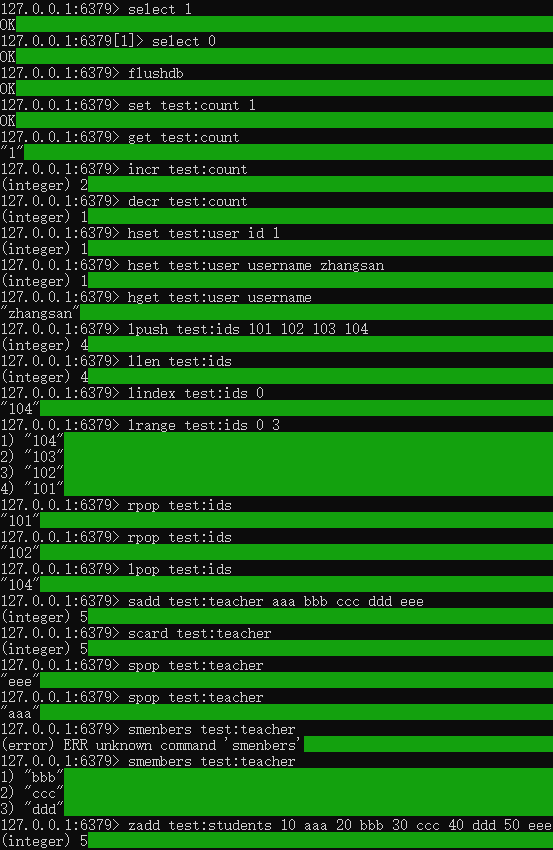 127.0.0.1:6379> select 1
OK
127.0.0.1:6379[1]> select 0
OK
127.0.0.1:6379> flushdb
OK
127.0.0.1:6379> set test:count 1
OK
127.0.0.1:6379> get test:count
"1"
127.0.0.1:6379> incr test:count
(integer) 2
127.0.0.1:6379> decr test:count
(integer) 1
127.0.0.1:6379> hset test:user id 1
(integer) 1
127.0.0.1:6379> hset test:user username zhangsan
(integer) 1
127.0.0.1:6379> hget test:user username
"zhangsan"
127.0.0.1:6379> lpush test:ids 101 102 103 104
(integer) 4
127.0.0.1:6379> llen test:ids
(integer) 4
127.0.0.1:6379> lindex test:ids 0
"104"
127.0.0.1:6379> lrange test:ids 0 3
1) "104"
2) "103"
3) "102"
4) "101"
127.0.0.1:6379> rpop test:ids
"101"
127.0.0.1:6379> rpop test:ids
"102"
127.0.0.1:6379> lpop test:ids
"104"
127.0.0.1:6379> sadd test:teacher aaa bbb ccc ddd eee
(integer) 5
127.0.0.1:6379> scard test:teacher
(integer) 5
127.0.0.1:6379> spop test:teacher
"eee"
127.0.0.1:6379> spop test:teacher
"aaa"
127.0.0.1:6379> smenbers test:teacher
(error) ERR unknown command 'smenbers'
127.0.0.1:6379> smembers test:teacher
1) "bbb"
2) "ccc"
3) "ddd"
127.0.0.1:6379> zadd test:students 10 aaa 20 bbb 30 ccc 40 ddd 50 eee
(integer) 5